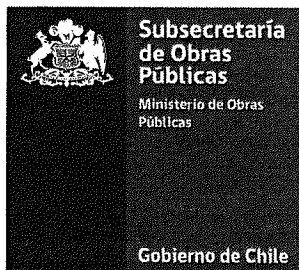 Subsecretaría
de Obras
Públicas
Ministerio de Obras
Públicas
Gobierno de Chile